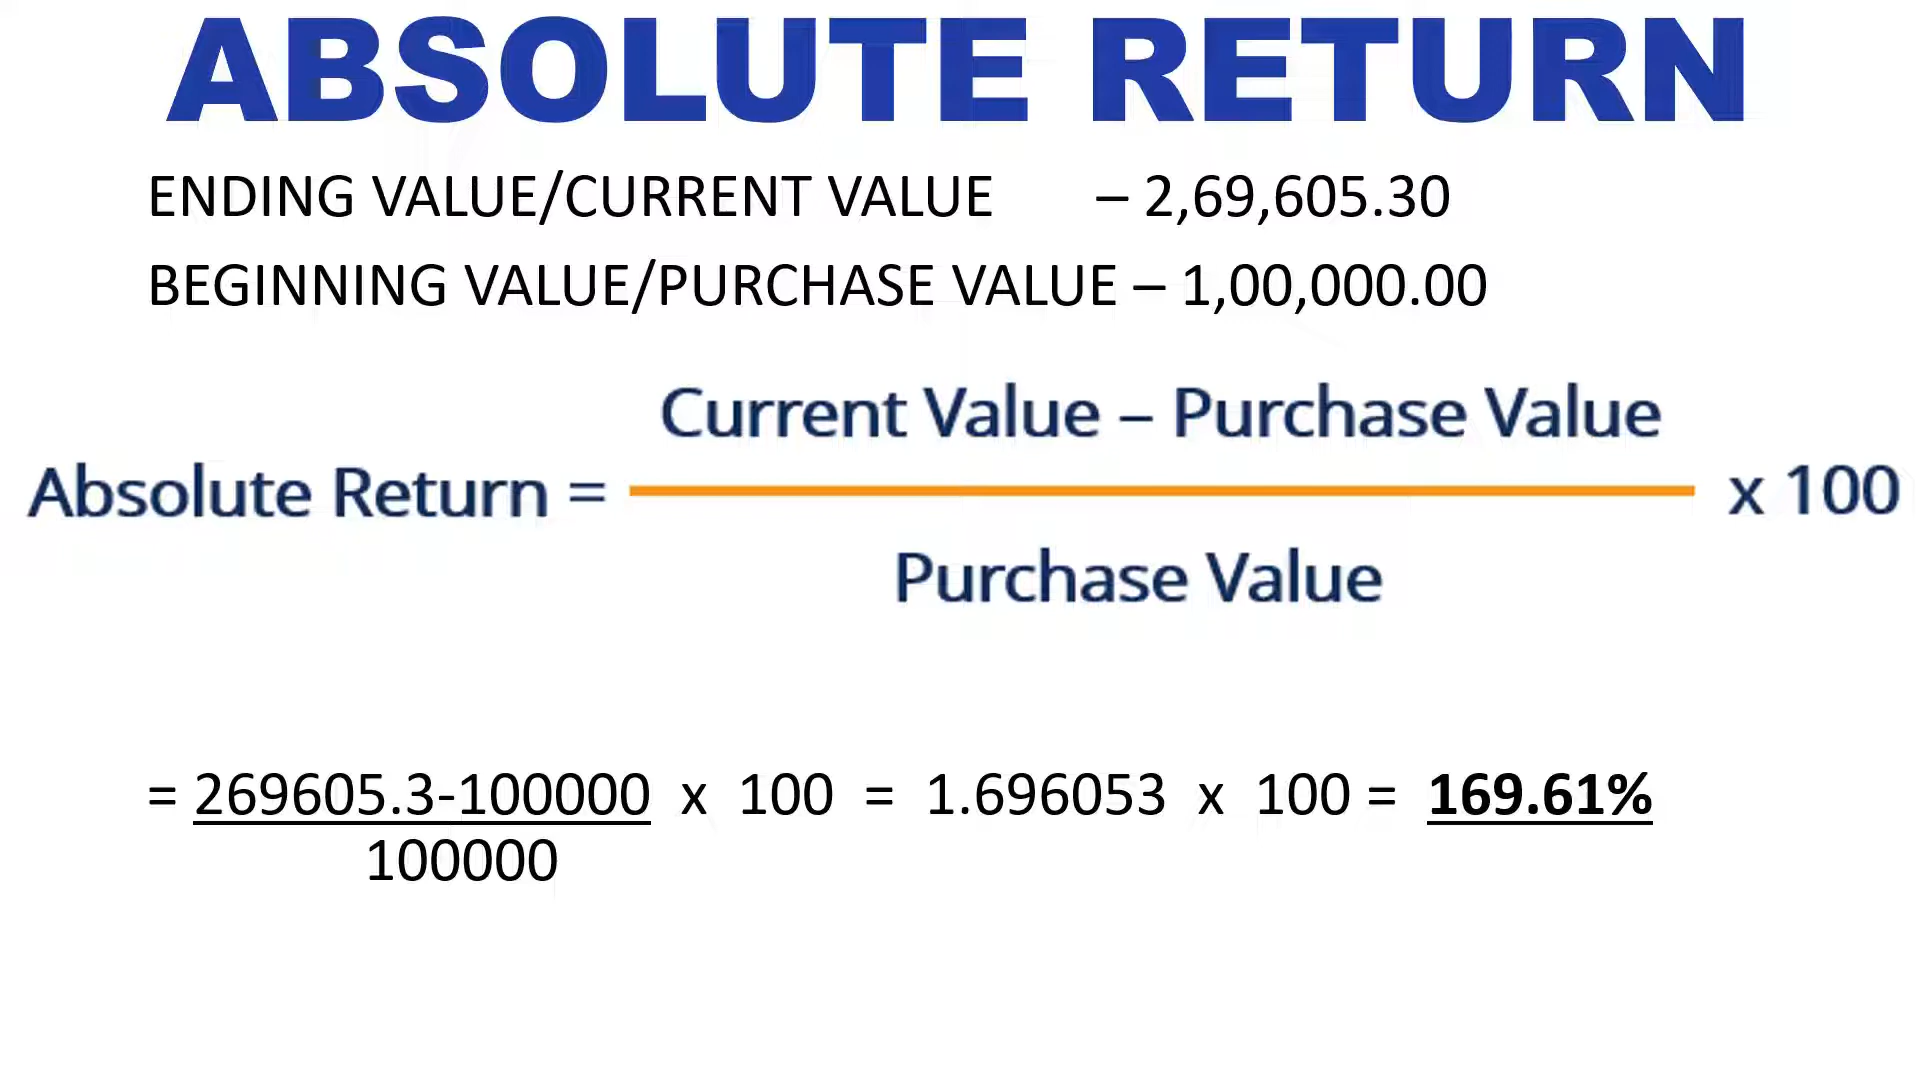 ABSOLUTE RETURN
ENDING VALUE/CURRENT VALUE – 2,69,605.30
BEGINNING VALUE/PURCHASE VALUE – 1,00,000.00
Current Value – Purchase Value
Absolute Return = x 100
Purchase Value
= 269605.3-100000 x 100 = 1.696053 x 100 = 169.61%
100000